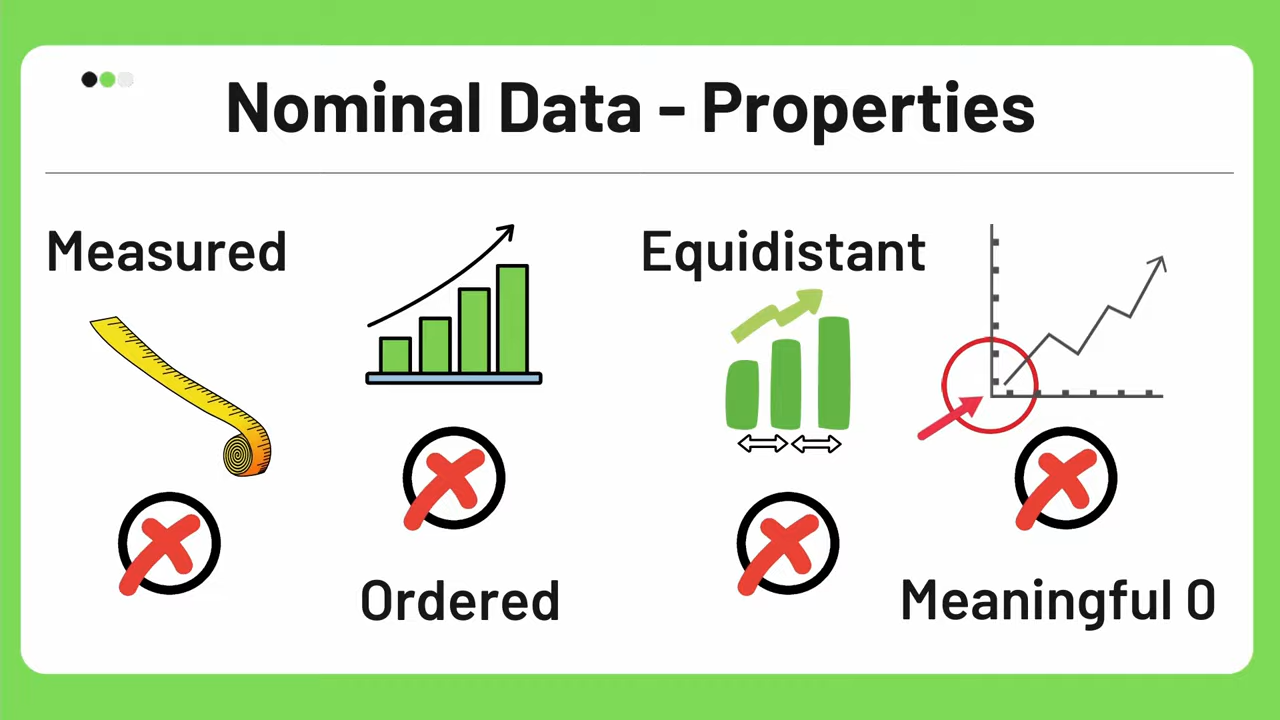 Nominal Data - Properties
Measured
Equidistant
Ordered
Meaningful 0